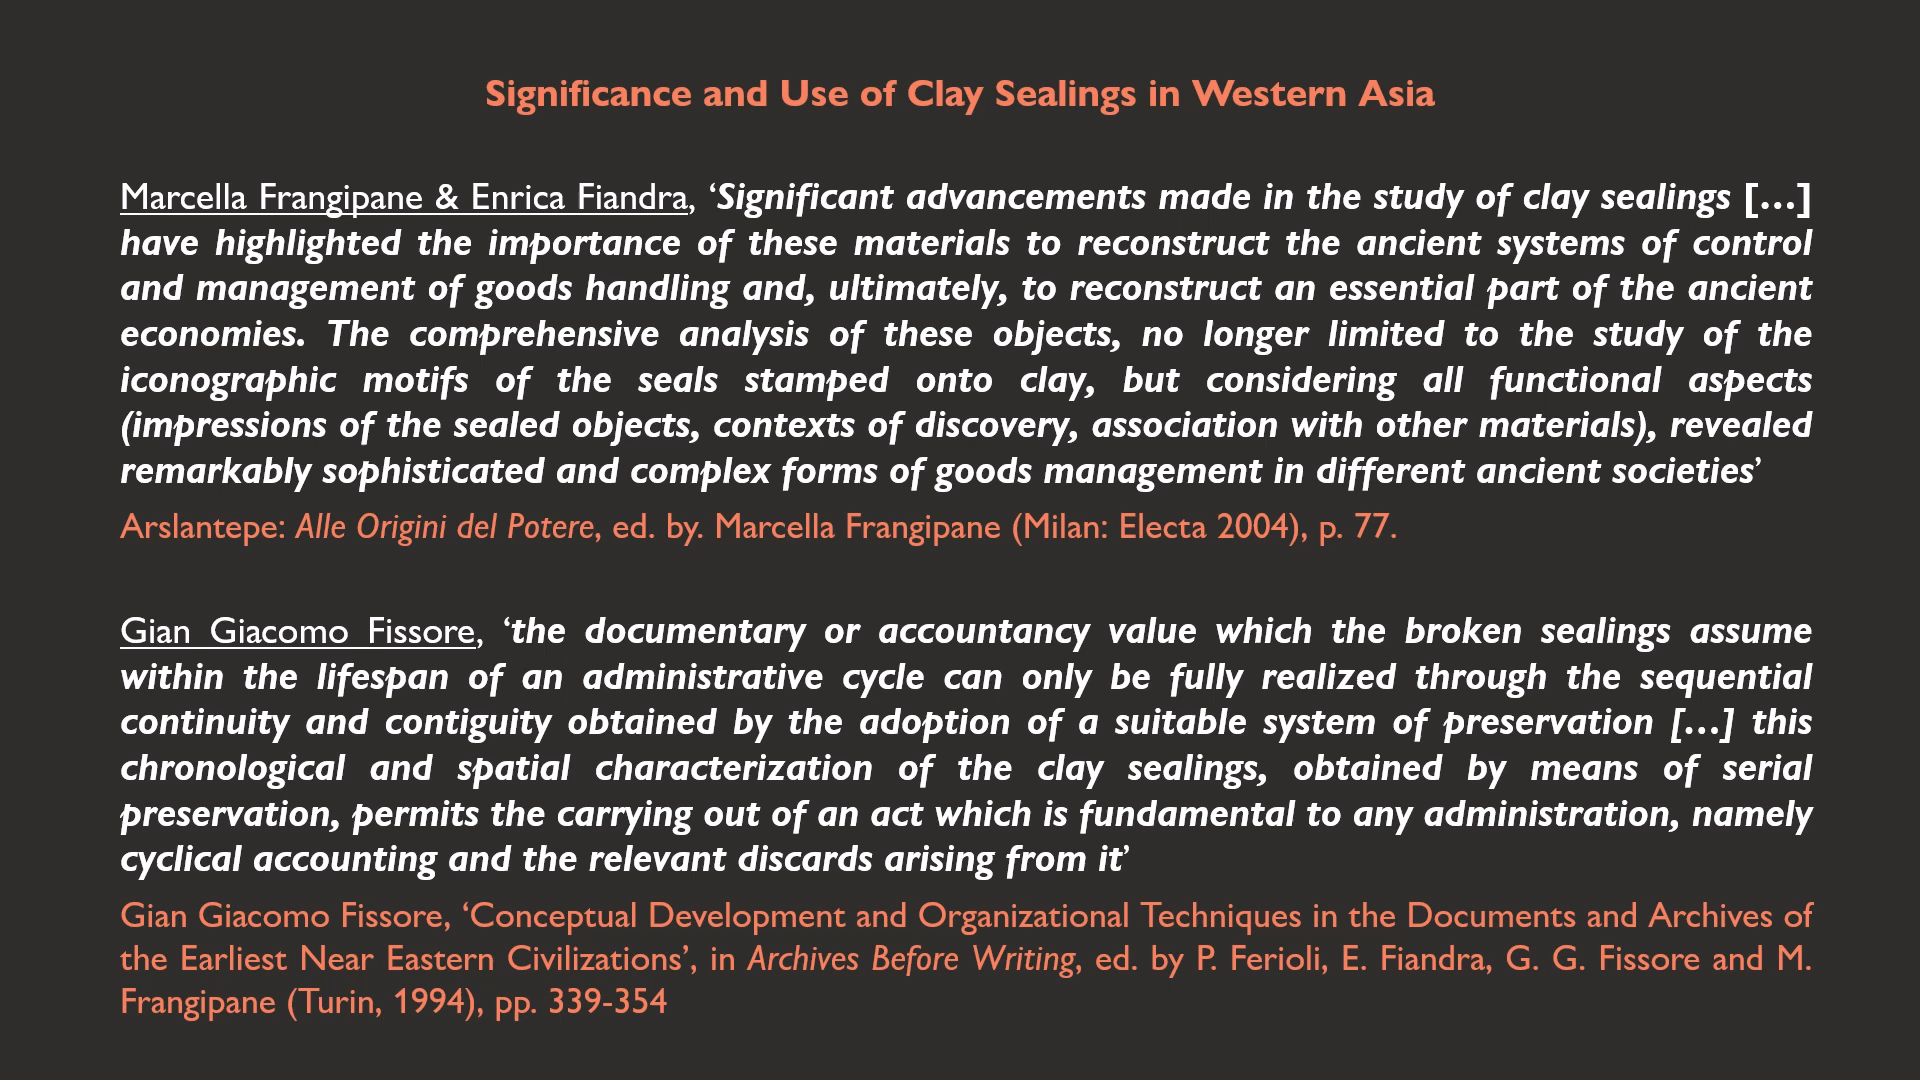 Significance and Use of Clay Sealings in Western Asia
Marcella Frangipane & Enrica Fiandra, ‘Significant advancements made in the study of clay sealings […]
have highlighted the importance of these materials to reconstruct the ancient systems of control
and management of goods handling and, ultimately, to reconstruct an essential part of the ancient
economies. The comprehensive analysis of these objects, no longer limited to the study of the
iconographic motifs of the seals stamped onto clay, but considering all functional aspects
(impressions of the sealed objects, contexts of discovery, association with other materials), revealed
remarkably sophisticated and complex forms of goods management in different ancient societies’
Arslantepe: Alle Origini del Potere, ed. by. Marcella Frangipane (Milan: Electa 2004), p. 77.
Gian Giacomo Fissore, ‘the documentary or accountancy value which the broken sealings assume
within the lifespan of an administrative cycle can only be fully realized through the sequential
continuity and contiguity obtained by the adoption of a suitable system of preservation […] this
chronological and spatial characterization of the clay sealings, obtained by means of serial
preservation, permits the carrying out of an act which is fundamental to any administration, namely
cyclical accounting and the relevant discards arising from it’
Gian Giacomo Fissore, ‘Conceptual Development and Organizational Techniques in the Documents and Archives of
the Earliest Near Eastern Civilizations’, in Archives Before Writing, ed. by P. Ferioli, E. Fiandra, G. G. Fissore and M.
Frangipane (Turin, 1994), pp. 339-354